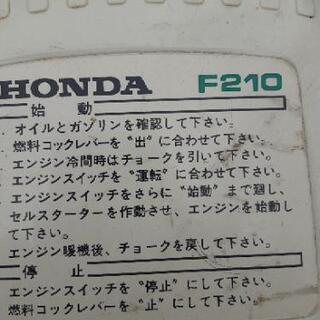 HONDA F210
始動
. オイルとガソリンを確認して下さい。
. 燃料コックレバーを “出” に合わせて下さい。
. エンジン冷間時はチョークを引いて下さい。
. エンジンスイッチを “運転” に合わせて下さい。
. エンジンスイッチをさらに “始動” まで廻し、
セルスターターを作動させ、エンジンを始動し
て下さい。
エンジン暖機後、チョークを戻して下さい。
停止
エンジンスイッチを “停止” にして下さい。
燃料コックレバーを “止” にして下さい。